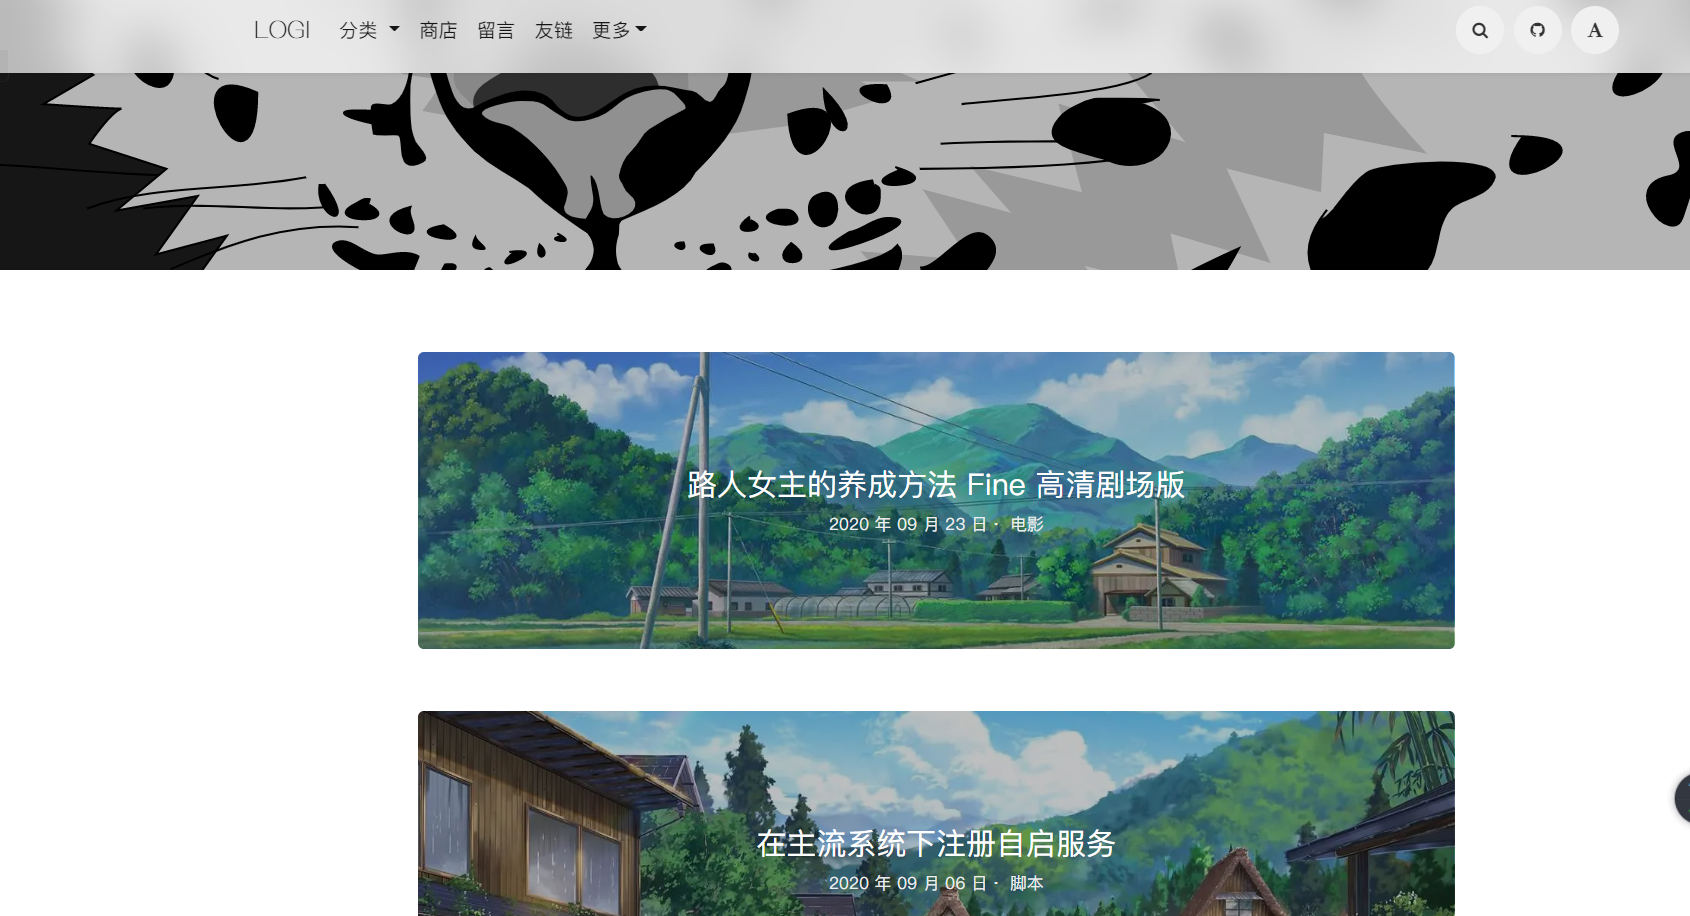 LOGI 分类 商店 留言 友链 更多 A
路人女主的养成方法 Fine 高清剧场版
2020 年 09 月 23 日 · 电影
在主流系统下注册自启服务
2020 年 09 月 06 日 · 脚本